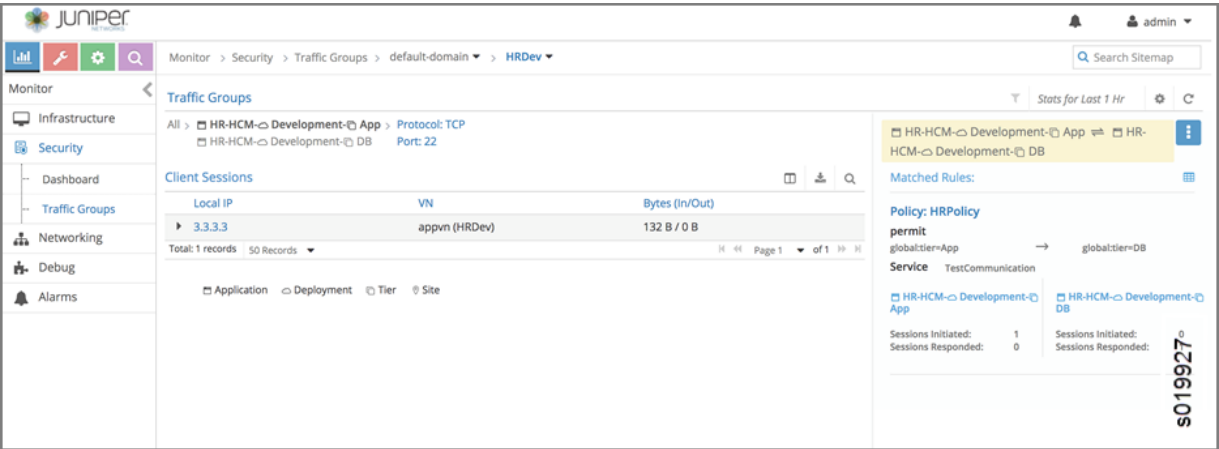 JUNIPER
NETWORKS
admin
Monitor > Security > Traffic Groups > default-domain > HRDev
Search Sitemap
Monitor
Infrastructure
Security
Dashboard
Traffic Groups
Networking
Debug
Alarms
Traffic Groups
Stats for Last 1 Hr
All > HR-HCM- Development- App > Protocol: TCP
HR-HCM- Development- DB Port: 22
Client Sessions
Local IP VN Bytes (In/Out)
3.3.3.3 appvn (HRDev) 132 B / 0 B
Total: 1 records 50 Records Page 1 of 1
Application Deployment Tier Site
HR-HCM- Development- App ⇌ HR-
HCM- Development- DB
Matched Rules:
Policy: HRPolicy
permit
global:tier=App → global:tier=DB
Service TestCommunication
HR-HCM- Development- HR-HCM- Development-
App DB
Sessions Initiated: 1 Sessions Initiated: 0
Sessions Responded: 0 Sessions Responded:
s019927